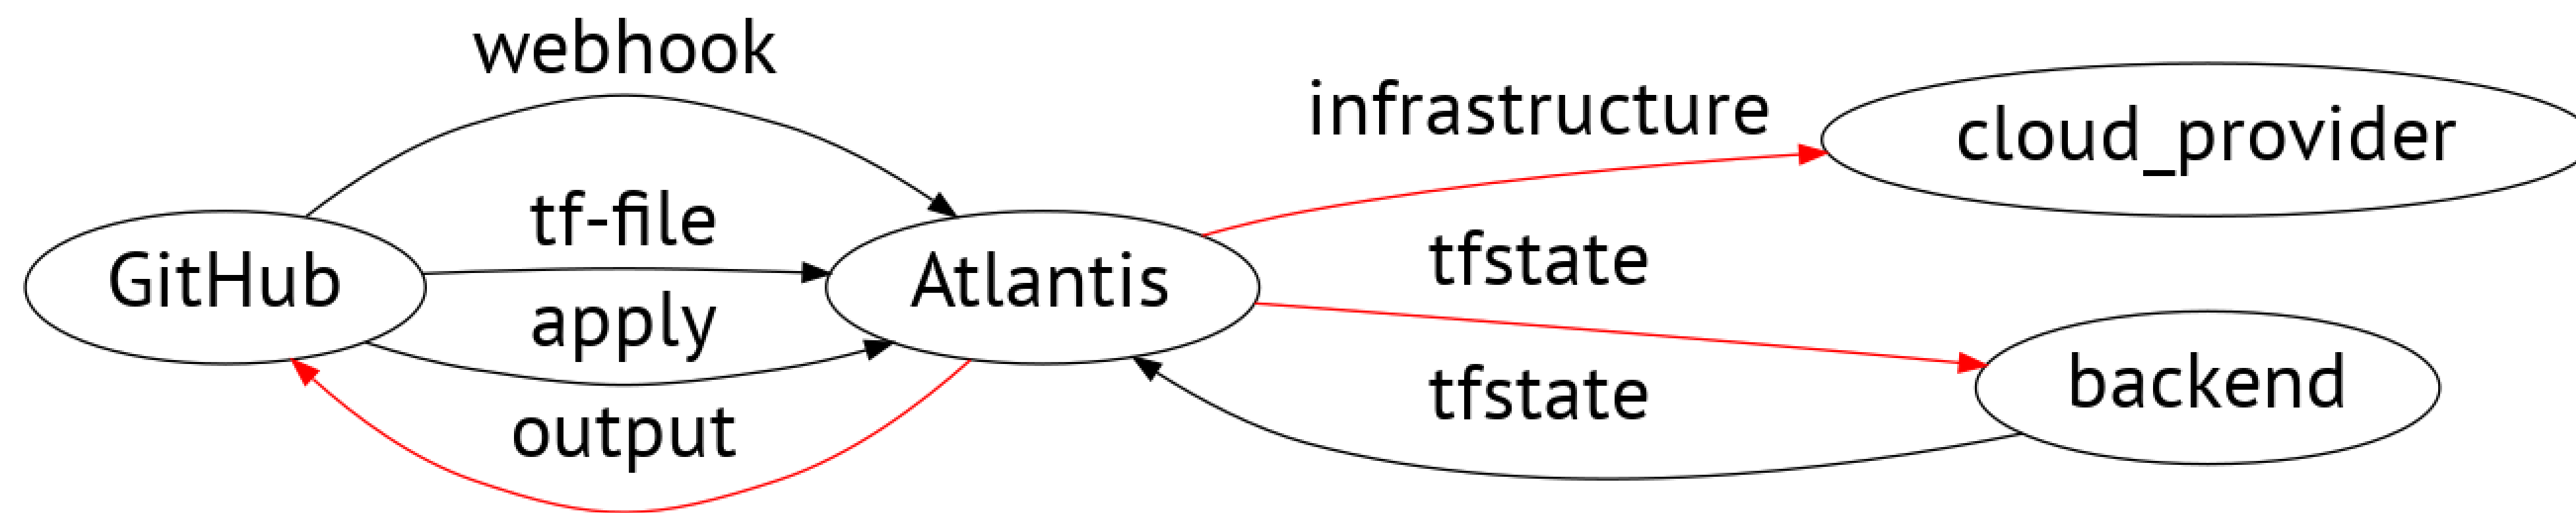 webhook
infrastructure
cloud_provider
tf-file
tfstate
GitHub
Atlantis
apply
tfstate
backend
output